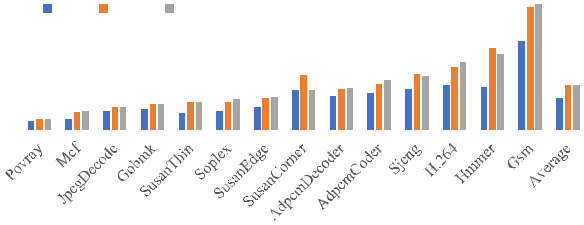 Povray
Mcf
JpegDecode
Gobmk
SusanThin
Soplex
SusanEdge
SusanCorner
AdpcmDecoder
AdpcmCoder
Sjeng
H.264
Hmmer
Gsm
Average